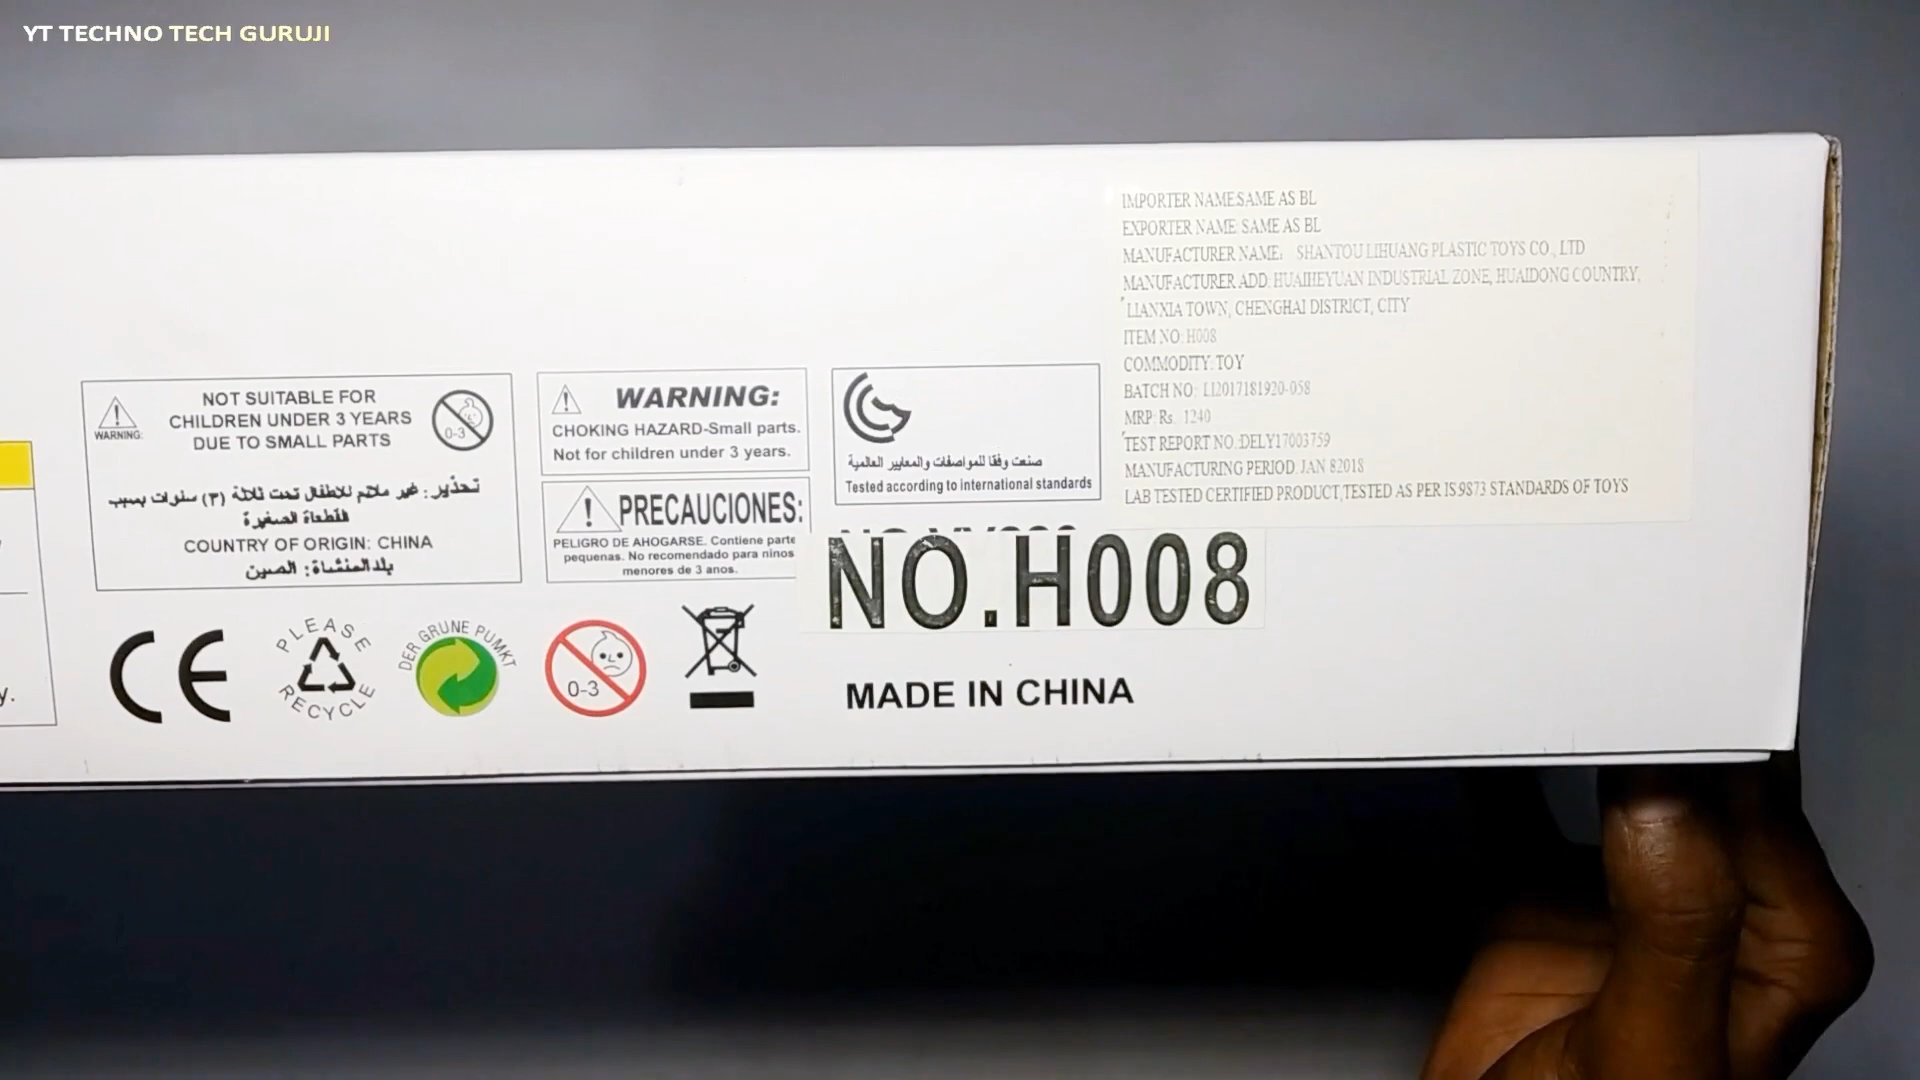 YT TECHNO TECH GURUJI
IMPORTER NAME:SAME AS BL
EXPORTER NAME: SAME AS BL
MANUFACTURER NAME: SHANTOU LIHUANG PLASTIC TOYS CO., LTD
MANUFACTURER ADD: HUAIHEYUAN INDUSTRIAL ZONE, HUAIDONG COUNTRY,
LIANXIA TOWN, CHENGHAI DISTRICT, CITY
ITEM NO: H008
COMMODITY: TOY
BATCH NO: LI2017181920-058
MRP: Rs. 1240
TEST REPORT NO.:DELY17003759
MANUFACTURING PERIOD: JAN 82018
LAB TESTED CERTIFIED PRODUCT,TESTED AS PER IS 9873 STANDARDS OF TOYS
WARNING:
NOT SUITABLE FOR
CHILDREN UNDER 3 YEARS
DUE TO SMALL PARTS
0-3
تحذير: غير ملائم للاطفال تحت ثلاثة (٣) سنوات بسبب
القطعاة الصغيرة
COUNTRY OF ORIGIN: CHINA
بلد المنشاة: الصين
WARNING:
CHOKING HAZARD-Small parts.
Not for children under 3 years.
PRECAUCIONES:
PELIGRO DE AHOGARSE. Contiene parte
pequenas. No recomendado para ninos
menores de 3 anos.
صنعت وفقا للمواصفات والمعايير العالمية
Tested according to international standards
NO.H008
CE
PLEASE RECYCLE
DER GRUNE PUMKT
0-3
MADE IN CHINA
y.